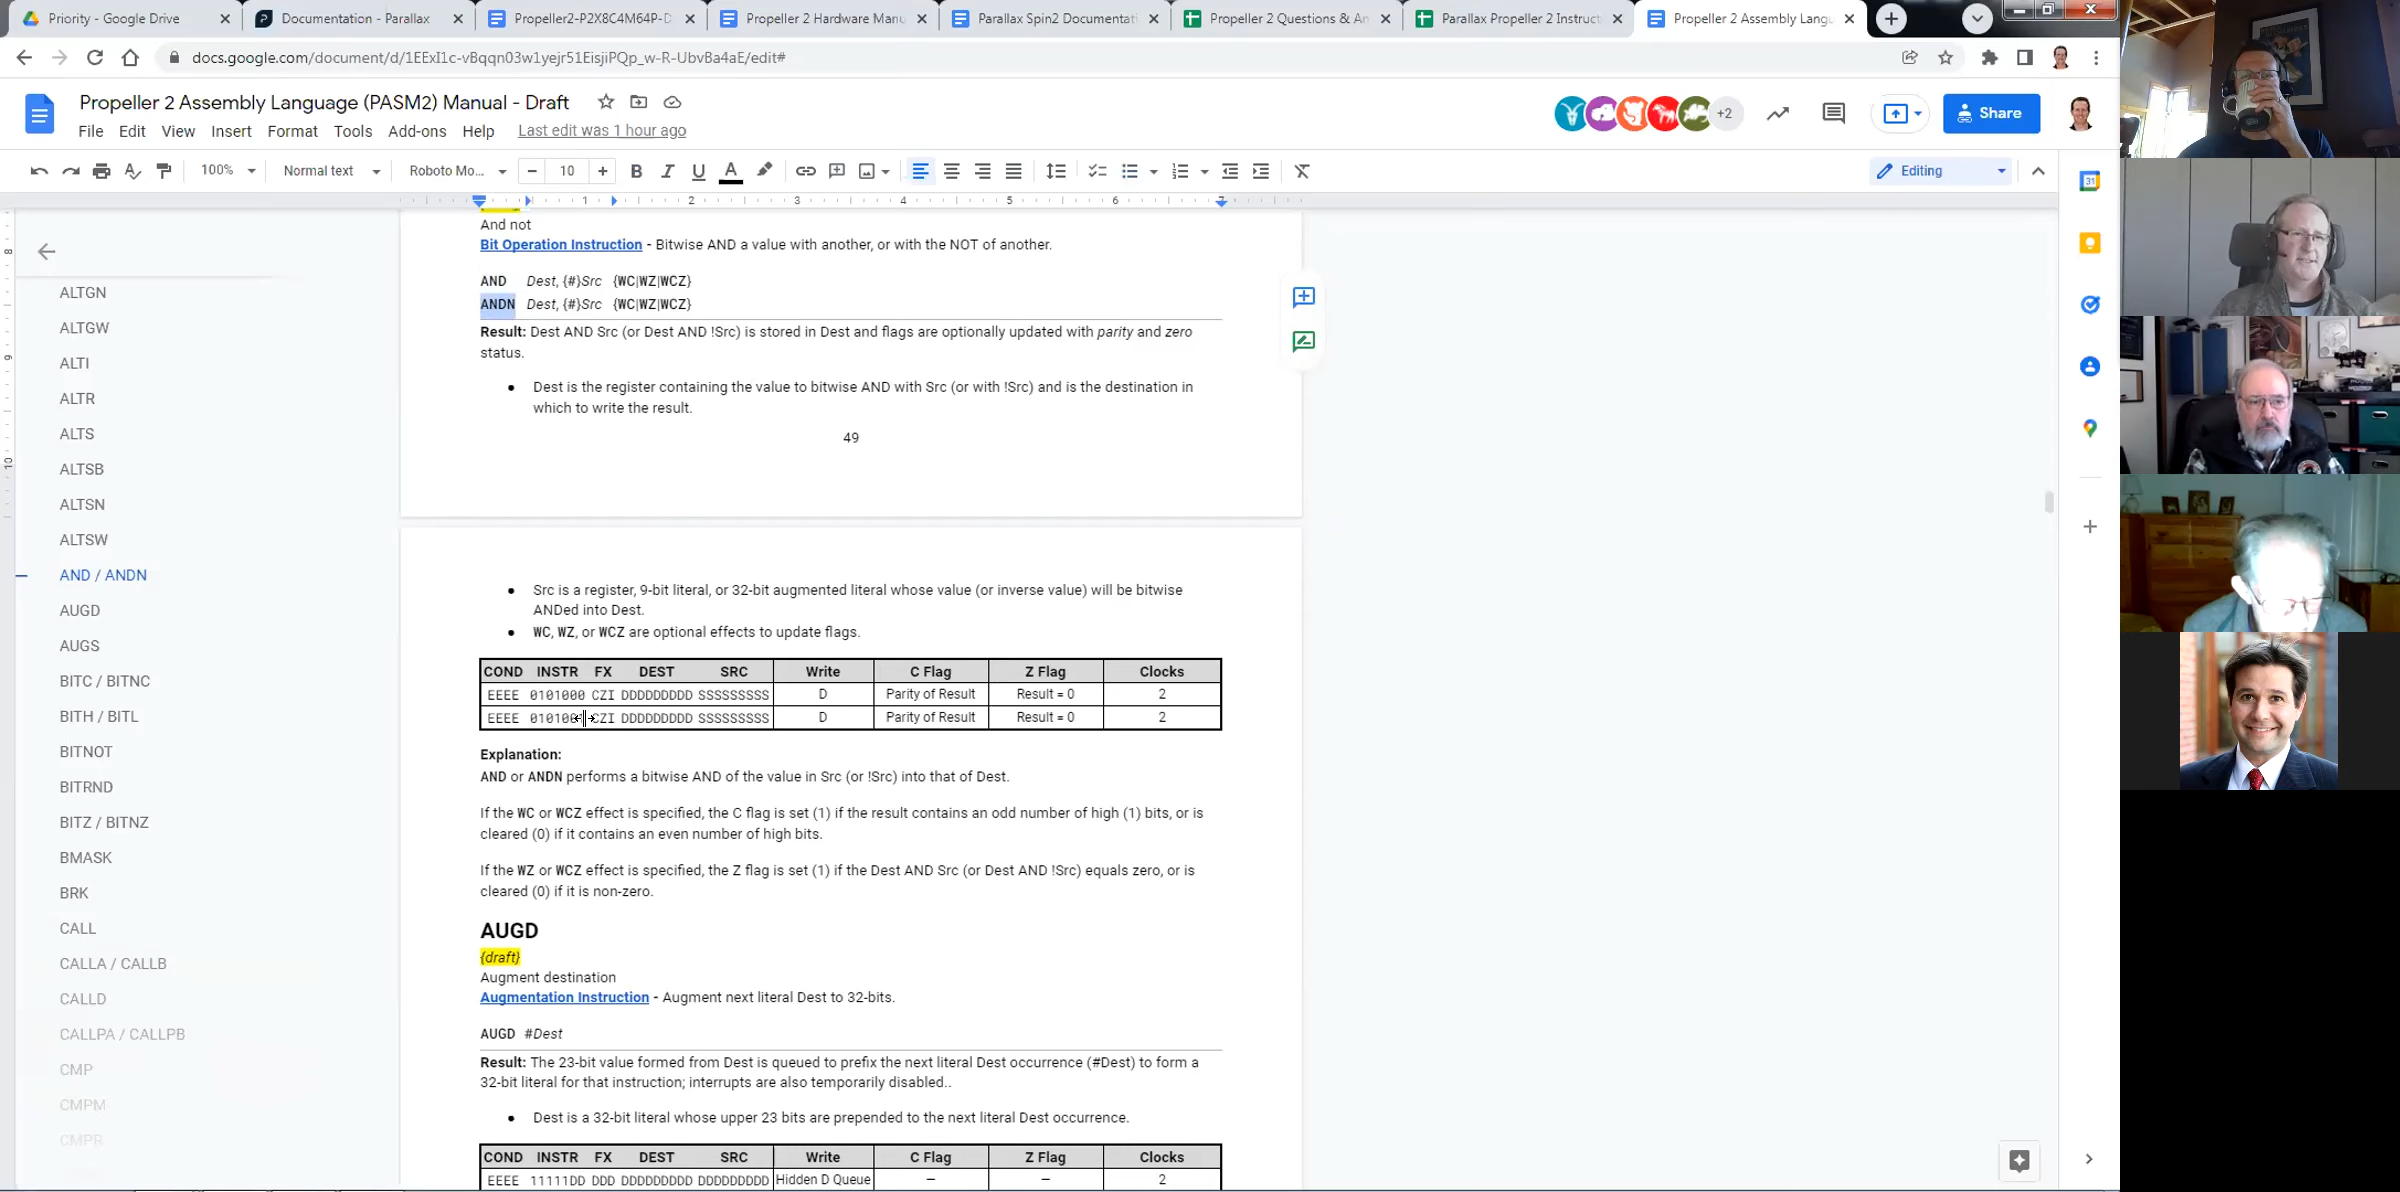 Priority - Google Drive
Documentation - Parallax
Propeller2-P2X8C4M64P-D
Propeller 2 Hardware Manu
Parallax Spin2 Documentati
Propeller 2 Questions & An
Parallax Propeller 2 Instruct
Propeller 2 Assembly Langu
docs.google.com/document/d/1EExI1c-vBqqn03w1yejr51EisjiPQp_w-R-UbvBa4aE/edit#
Propeller 2 Assembly Language (PASM2) Manual - Draft
+2
Share
File Edit View Insert Format Tools Add-ons Help Last edit was 1 hour ago
100% Normal text Roboto Mo... 10 B I U A Editing
1 2 3 4 5 6 7
8
9
10
31
ALTGN
ALTGW
ALTI
ALTR
ALTS
ALTSB
ALTSN
ALTSW
AND / ANDN
AUGD
AUGS
BITC / BITNC
BITH / BITL
BITNOT
BITRND
BITZ / BITNZ
BMASK
BRK
CALL
CALLA / CALLB
CALLD
CALLPA / CALLPB
CMP
CMPM
CMPR
And not
Bit Operation Instruction - Bitwise AND a value with another, or with the NOT of another.
AND Dest, {#}Src {WC|WZ|WCZ}
ANDN Dest, {#}Src {WC|WZ|WCZ}
Result: Dest AND Src (or Dest AND !Src) is stored in Dest and flags are optionally updated with parity and zero
status.
● Dest is the register containing the value to bitwise AND with Src (or with !Src) and is the destination in
which to write the result.
49
● Src is a register, 9-bit literal, or 32-bit augmented literal whose value (or inverse value) will be bitwise
ANDed into Dest.
● WC, WZ, or WCZ are optional effects to update flags.
COND INSTR FX DEST SRC Write C Flag Z Flag Clocks
EEEE 0101000 CZI DDDDDDDDD SSSSSSSSS D Parity of Result Result = 0 2
EEEE CZI DDDDDDDDD SSSSSSSSS D Parity of Result Result = 0 2
Explanation:
AND or ANDN performs a bitwise AND of the value in Src (or !Src) into that of Dest.
If the WC or WCZ effect is specified, the C flag is set (1) if the result contains an odd number of high (1) bits, or is
cleared (0) if it contains an even number of high bits.
If the WZ or WCZ effect is specified, the Z flag is set (1) if the Dest AND Src (or Dest AND !Src) equals zero, or is
cleared (0) if it is non-zero.
AUGD
{draft}
Augment destination
Augmentation Instruction - Augment next literal Dest to 32-bits.
AUGD #Dest
Result: The 23-bit value formed from Dest is queued to prefix the next literal Dest occurrence (#Dest) to form a
32-bit literal for that instruction; interrupts are also temporarily disabled..
● Dest is a 32-bit literal whose upper 23 bits are prepended to the next literal Dest occurrence.
COND INSTR FX DEST SRC Write C Flag Z Flag Clocks
EEEE 11111DD DDD DDDDDDDDD DDDDDDDDD Hidden D Queue — — 2